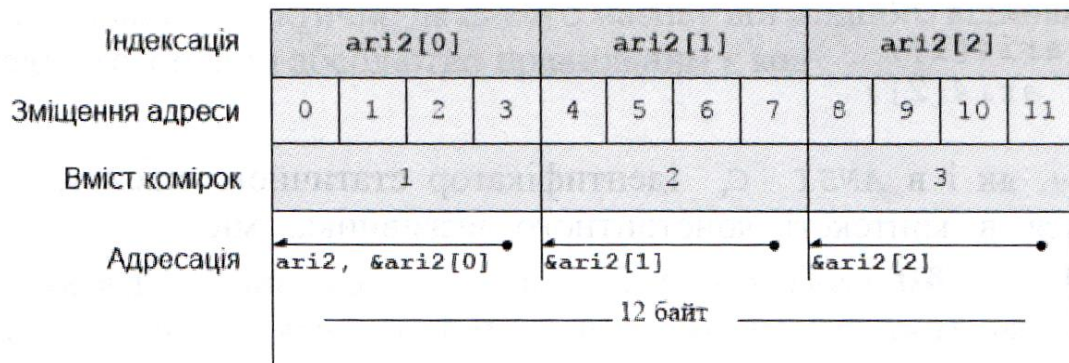 Індексація ari2[0] ari2[1] ari2[2]
Зміщення адреси 0 1 2 3 4 5 6 7 8 9 10 11
Вміст комірок 1 2 3
Адресація ari2, &ari2[0] &ari2[1] &ari2[2]
12 байт